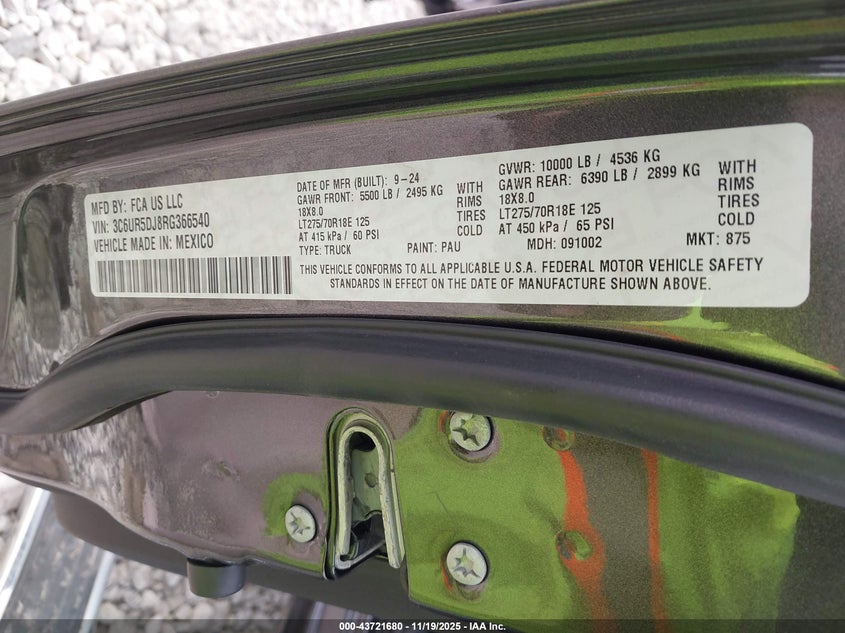 MFD BY: FCA US LLC
VIN: 3C6UR5DJ8RG366540
VEHICLE MADE IN: MEXICO
DATE OF MFR (BUILT): 9-24
GAWR FRONT: 5500 LB / 2495 KG WITH
18X8.0 RIMS
LT275/70R18E 125 TIRES
AT 415 kPa / 60 PSI COLD
TYPE: TRUCK PAINT: PAU
GVWR: 10000 LB / 4536 KG
GAWR REAR: 6390 LB / 2899 KG WITH
18X8.0 RIMS
LT275/70R18E 125 TIRES
AT 450 kPa / 65 PSI COLD
MDH: 091002 MKT: 875
THIS VEHICLE CONFORMS TO ALL APPLICABLE U.S.A. FEDERAL MOTOR VEHICLE SAFETY
STANDARDS IN EFFECT ON THE DATE OF MANUFACTURE SHOWN ABOVE.
000-43721680 - 11/19/2025 - IAA Inc.